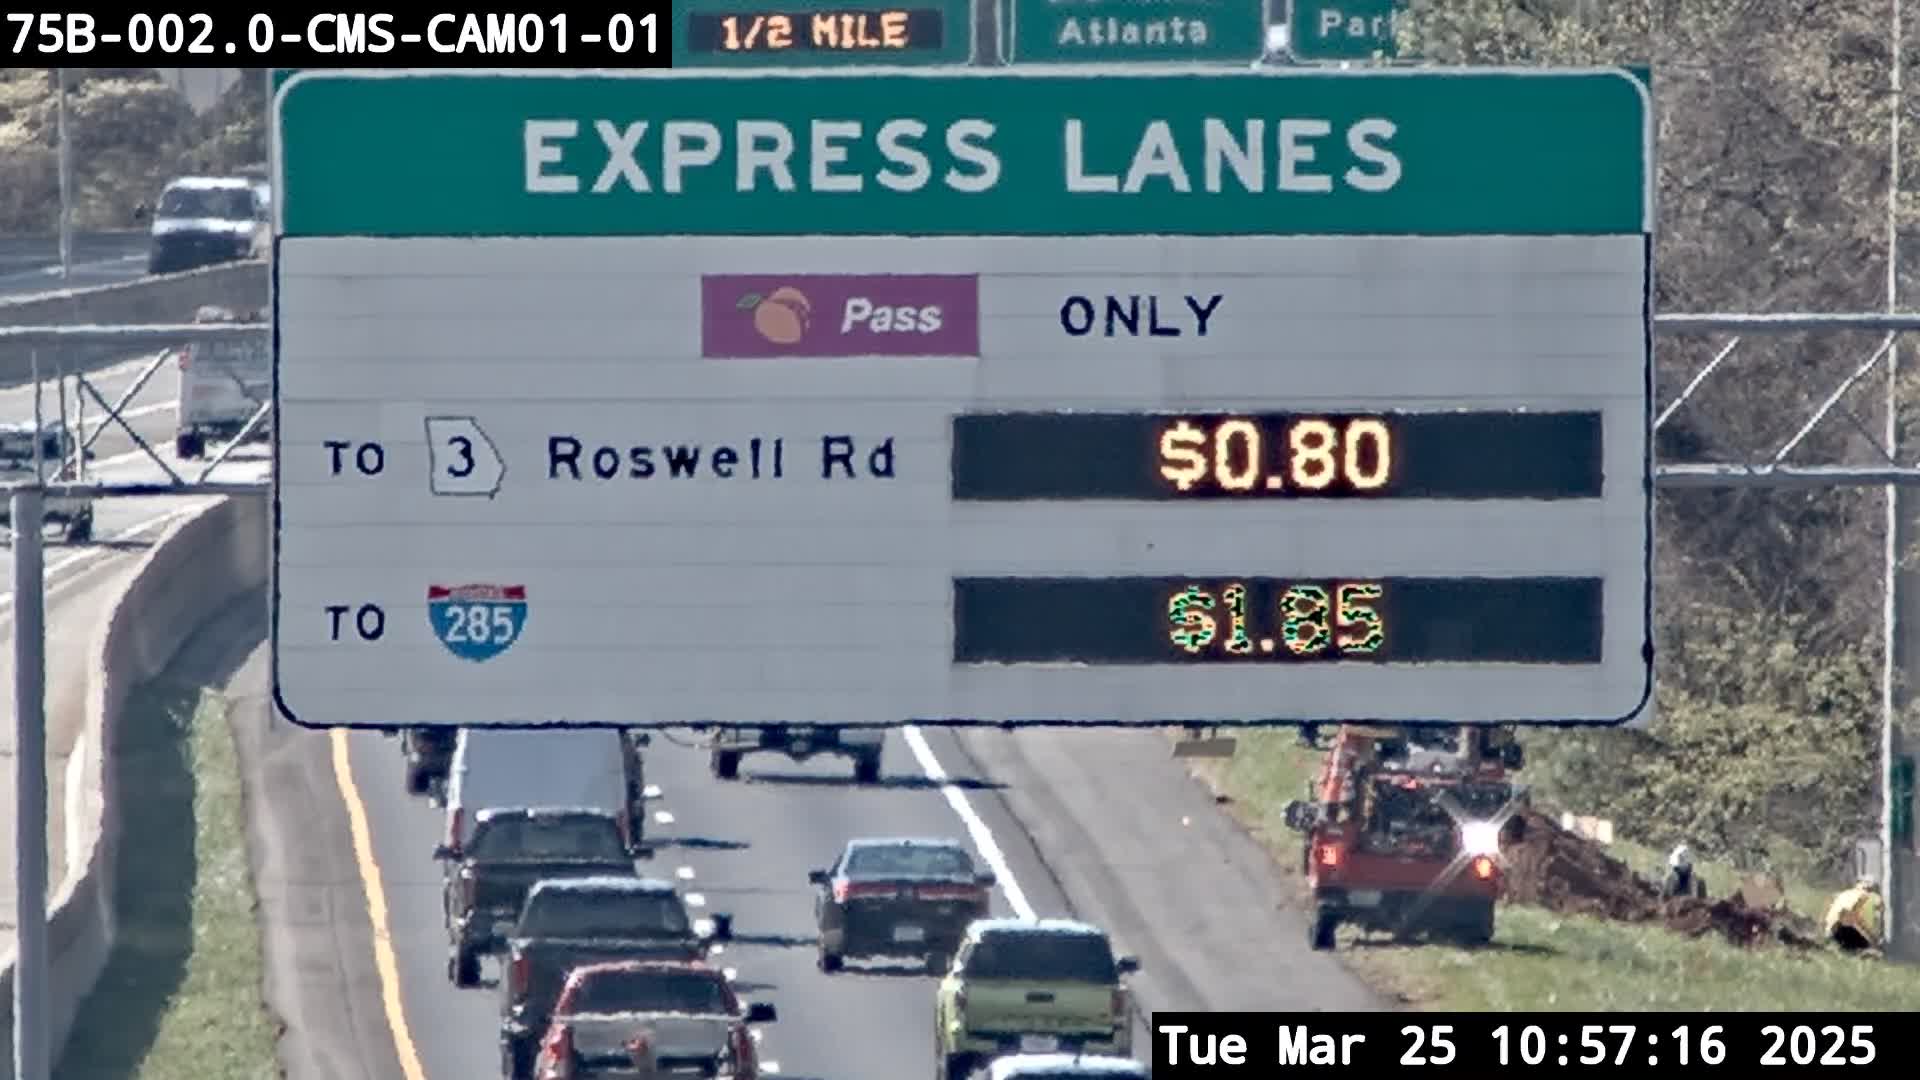 75B-002.0-CMS-CAM01-01
1/2 MILE
Atlanta
EXPRESS LANES
Pass ONLY
TO 3 Roswell Rd $0.80
TO 285 $1.85
Tue Mar 25 10:57:16 2025